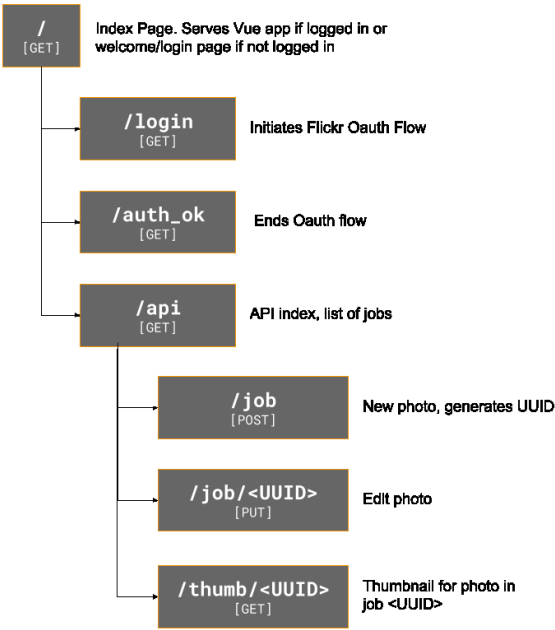 /
[GET]
Index Page. Serves Vue app if logged in or
welcome/login page if not logged in
/login
[GET]
Initiates Flickr Oauth Flow
/auth_ok
[GET]
Ends Oauth flow
/api
[GET]
API index, list of jobs
/job
[POST]
New photo, generates UUID
/job/<UUID>
[PUT]
Edit photo
/thumb/<UUID>
[GET]
Thumbnail for photo in
job <UUID>